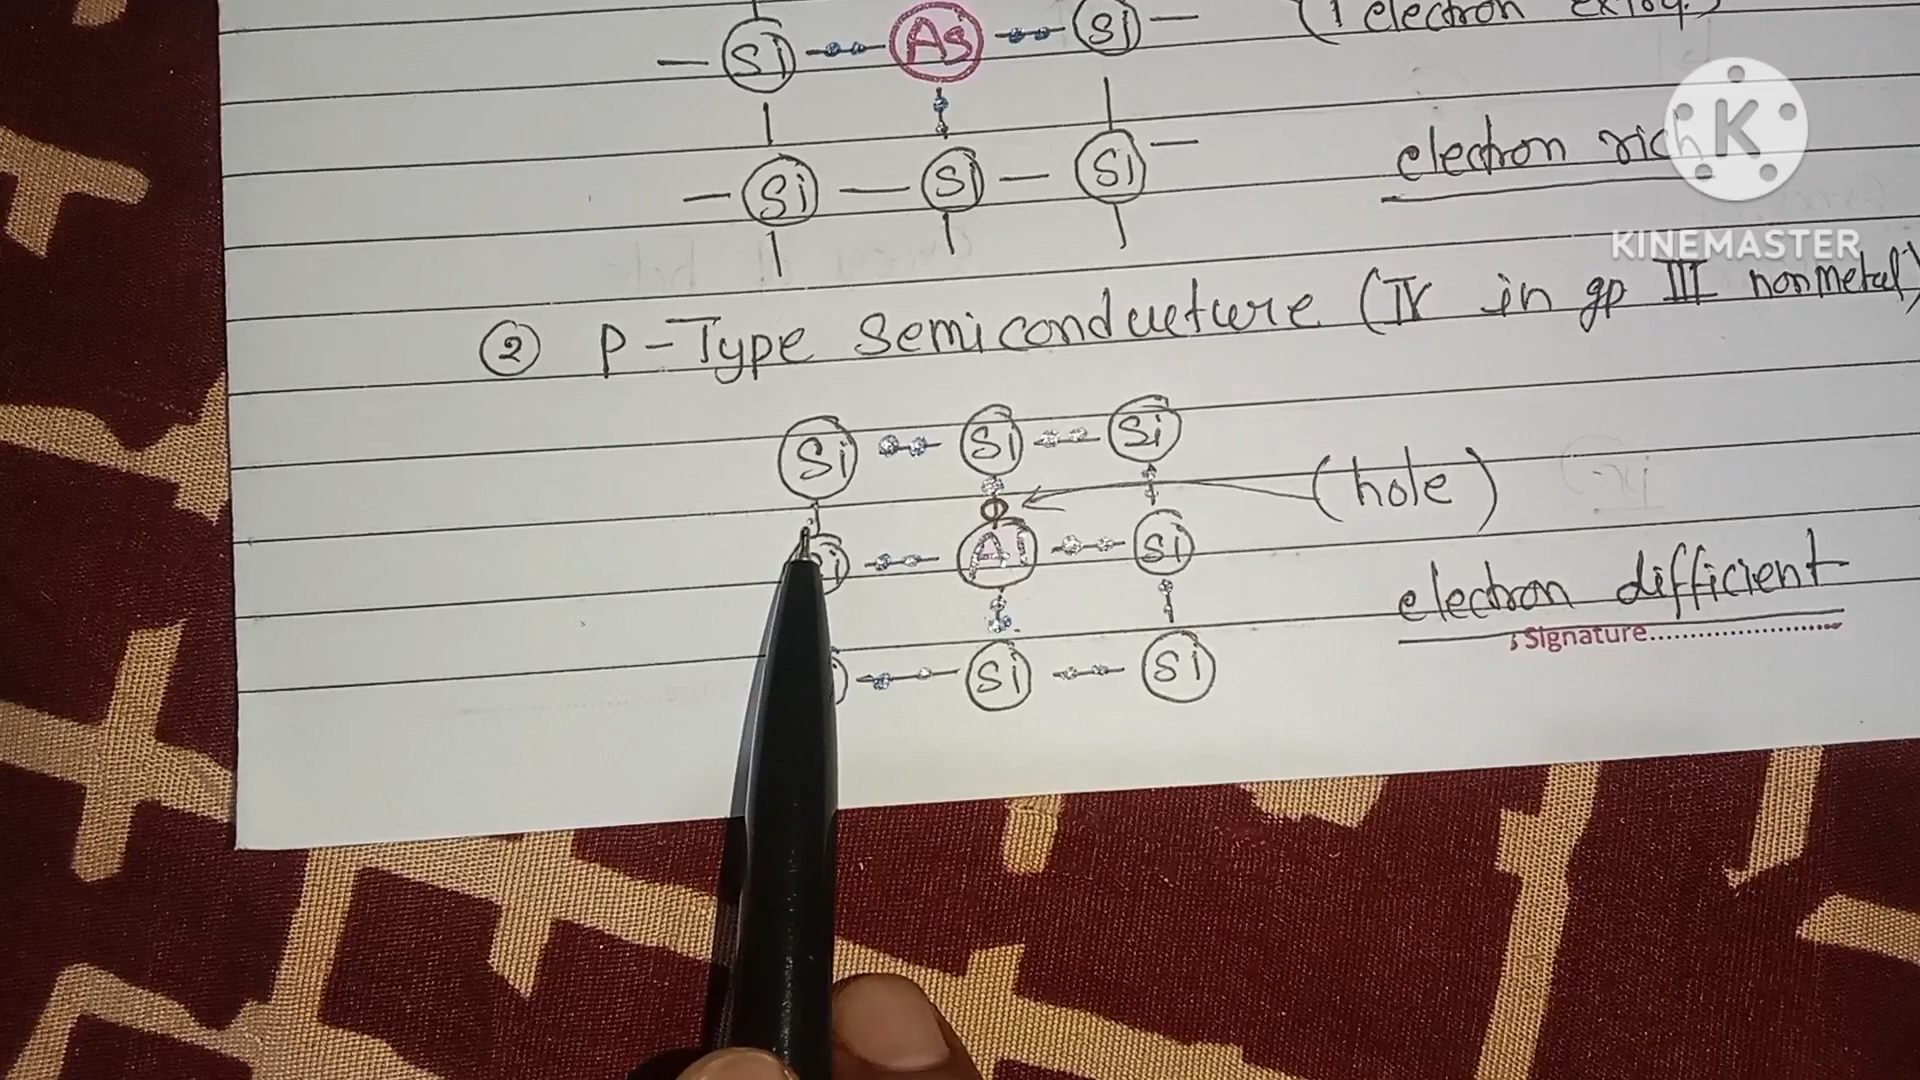 (1 electron extra)
Si As Si
electron rich
K
KINEMASTER
Si Si Si
② P-Type Semiconducture (IV in gp III nonmetal)
Si Si Si
(hole)
Al Si
electron difficient
Signature
Si Si